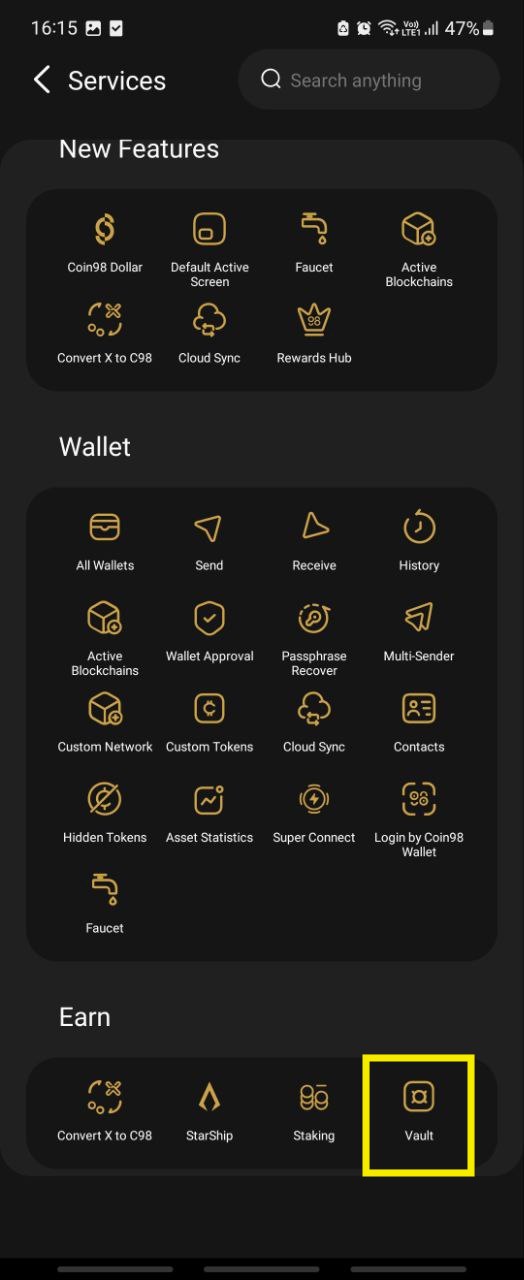 16:15
Vo))
LTE1
47%
Services
Search anything
New Features
Coin98 Dollar
Default Active
Screen
Faucet
Active
Blockchains
Convert X to C98
Cloud Sync
98
Rewards Hub
Wallet
All Wallets
Send
Receive
History
Active
Blockchains
Wallet Approval
Passphrase
Recover
Multi-Sender
Custom Network
Custom Tokens
Cloud Sync
Contacts
Hidden Tokens
Asset Statistics
Super Connect
Login by Coin98
Wallet
Faucet
Earn
Convert X to C98
StarShip
Staking
Vault